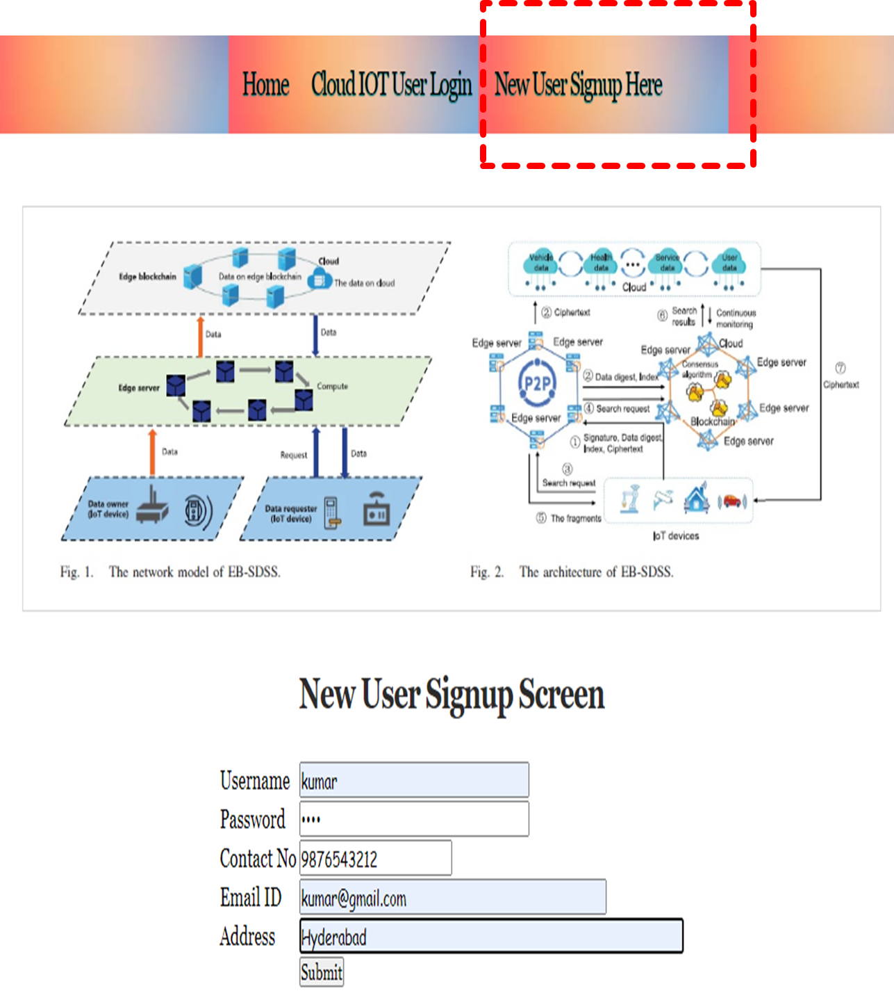 Home Cloud IOT User Login New User Signup Here
Edge blockchain
Data on edge blockchain
Cloud
The data on cloud
Data
Data
Edge server
Compute
Data
Request
Data
Data owner
(IoT device)
Data requester
(IoT device)
Fig. 1. The network model of EB-SDSS.
Vehicle
data
Health
data
...
Service
data
User
data
Cloud
② Ciphertext
⑥ Search
results
Continuous
monitoring
Edge server
Edge server
P2P
Edge server
Edge server
Cloud
Consensus
algorithm
Edge server
Edge server
Blockchain
Edge server
② Data digest, Index
④ Search request
① Signature, Data digest,
Index, Ciphertext
③
Search request
⑤ The fragments
⑦
Ciphertext
IoT devices
Fig. 2. The architecture of EB-SDSS.
New User Signup Screen
Username kumar
Password ••••
Contact No 9876543212
Email ID kumar@gmail.com
Address Hyderabad
Submit